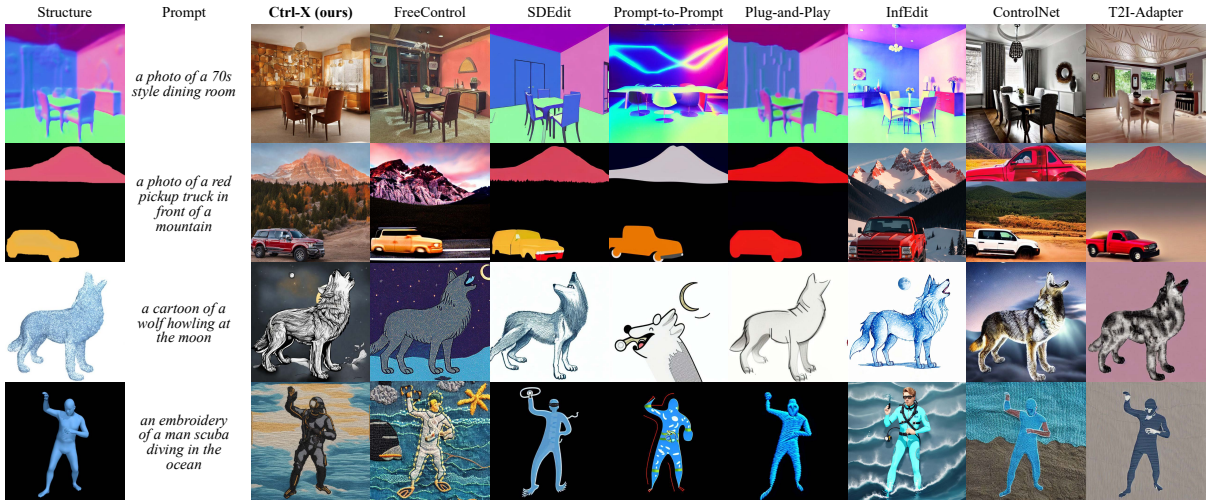 Structure Prompt Ctrl-X (ours) FreeControl SDEdit Prompt-to-Prompt Plug-and-Play InfEdit ControlNet T2I-Adapter
a photo of a 70s
style dining room
a photo of a red
pickup truck in
front of a
mountain
a cartoon of a
wolf howling at
the moon
an embroidery
of a man scuba
diving in the
ocean